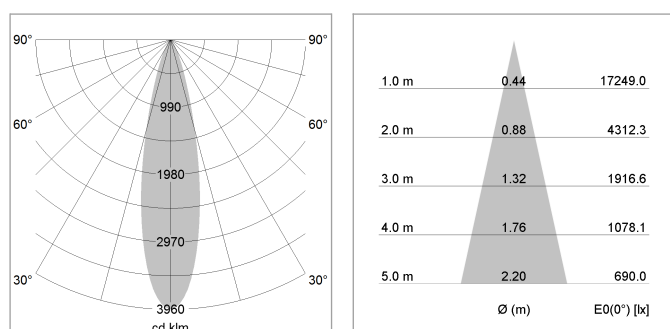 90° 90°
990
60° 60°
1980
2970
30° 30°
3960
cd klm
1.0 m 0.44 17249.0
2.0 m 0.88 4312.3
3.0 m 1.32 1916.6
4.0 m 1.76 1078.1
5.0 m 2.20 690.0
Ø (m) E0(0°) [lx]